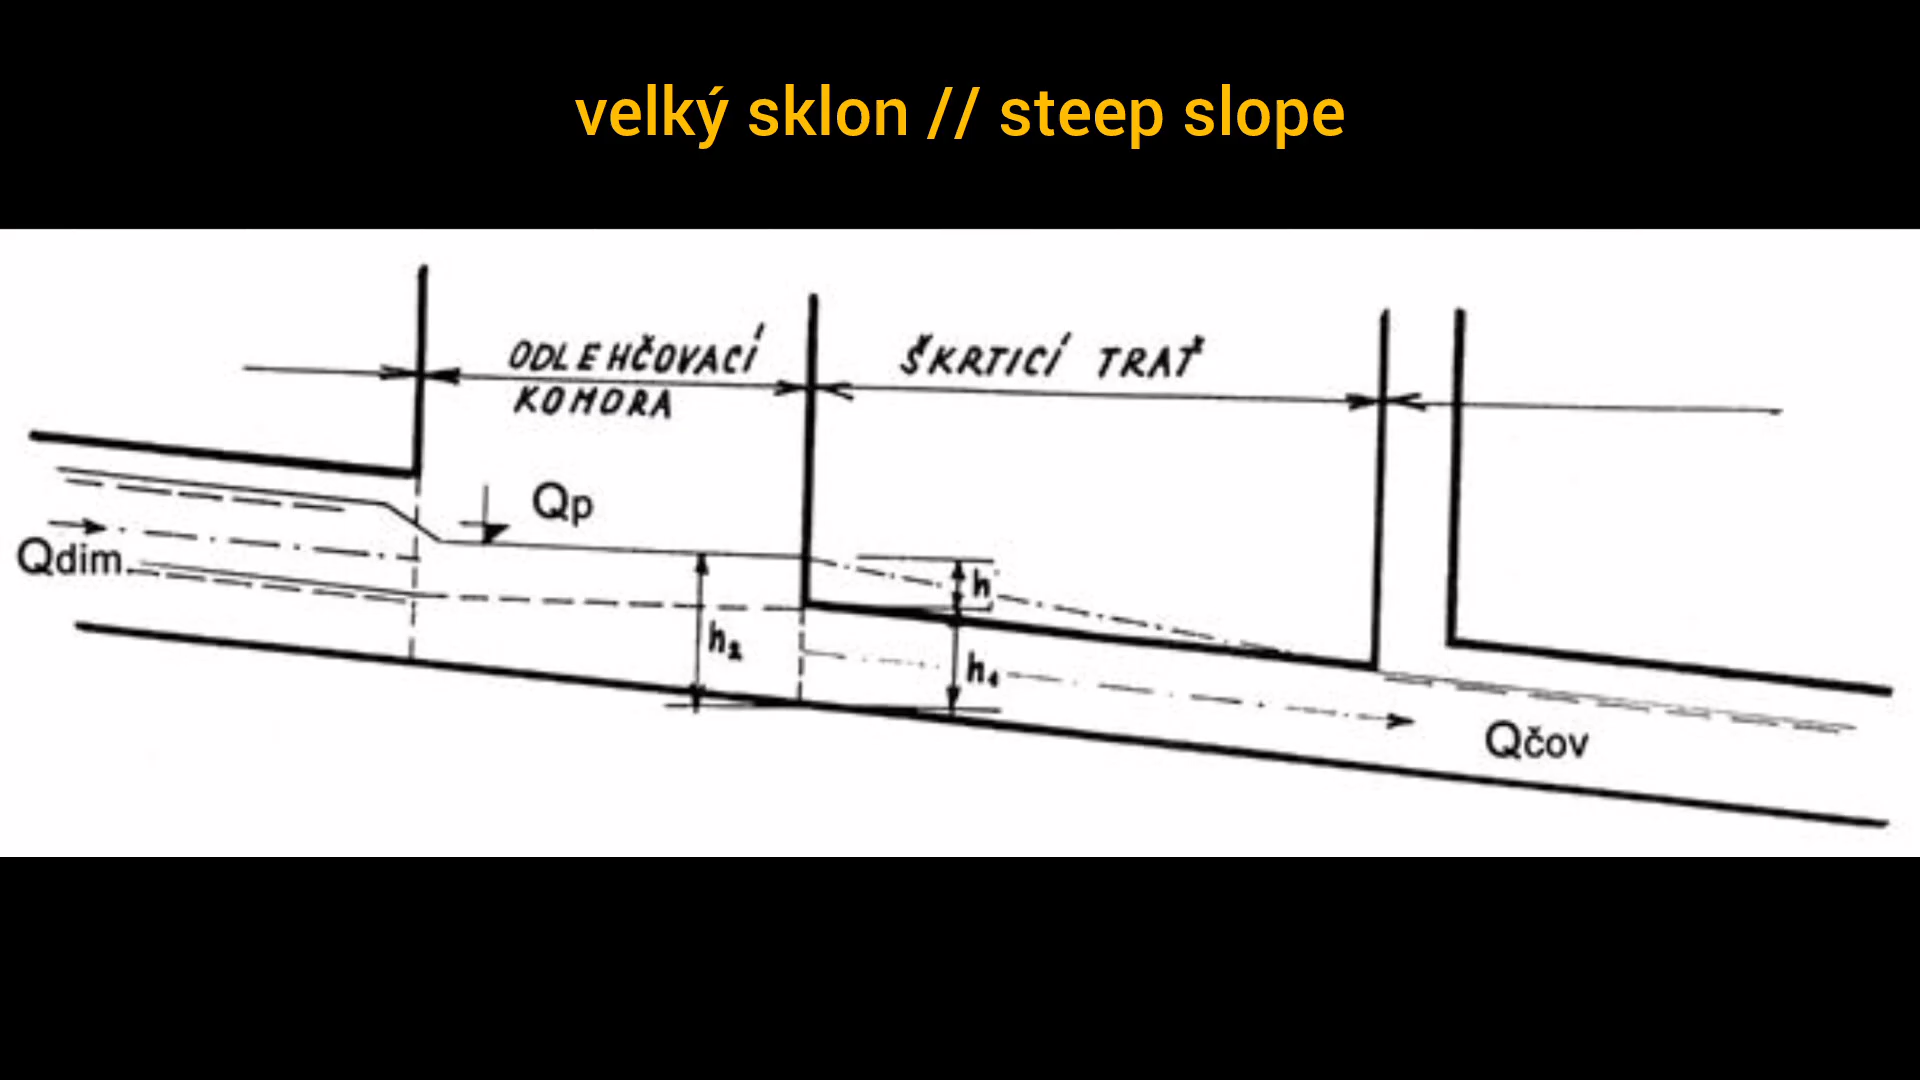 velký sklon // steep slope
ODLEHČOVACÍ
KOMORA
ŠKRTICÍ TRAŤ
Qp
Qdim.
h
h₂
h₁
Qčov